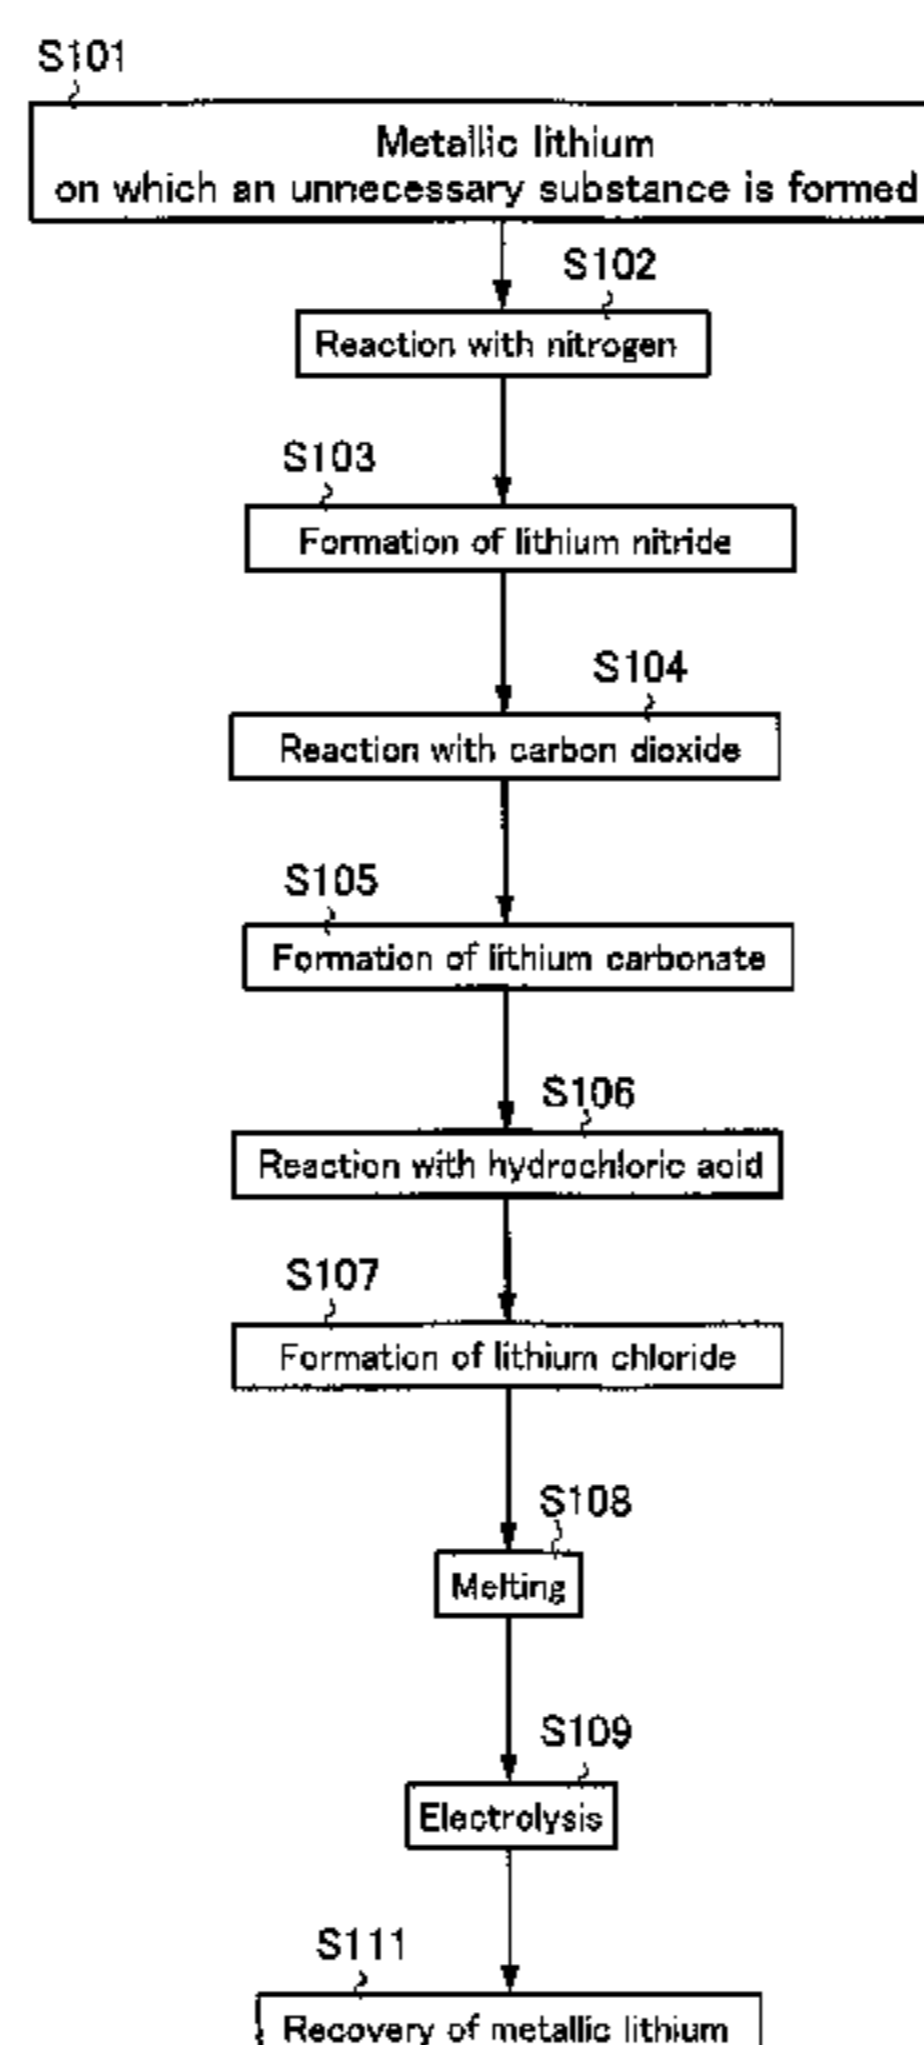 S101
Metallic lithium
on which an unnecessary substance is formed
S102
Reaction with nitrogen
S103
Formation of lithium nitride
S104
Reaction with carbon dioxide
S105
Formation of lithium carbonate
S106
Reaction with hydrochloric acid
S107
Formation of lithium chloride
S108
Melting
S109
Electrolysis
S111
Recovery of metallic lithium